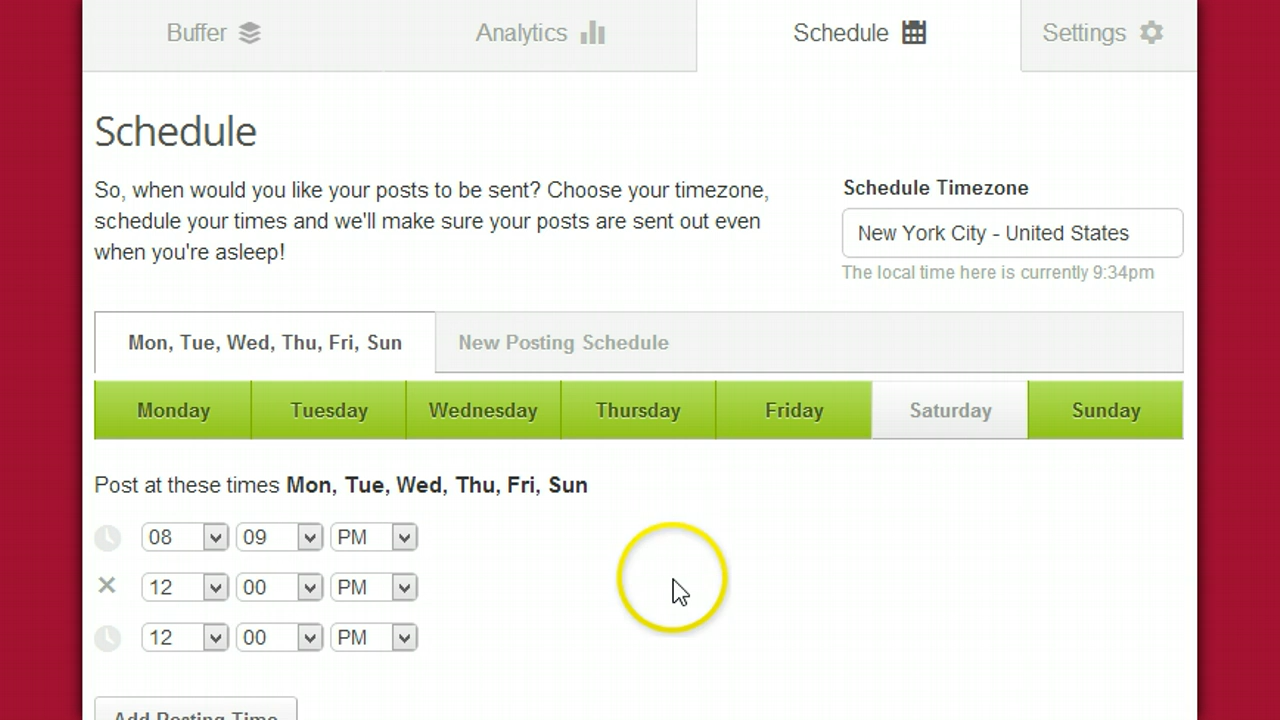 Buffer
Analytics
Schedule
Settings
Schedule
So, when would you like your posts to be sent? Choose your timezone,
schedule your times and we'll make sure your posts are sent out even
when you're asleep!
Schedule Timezone
New York City - United States
The local time here is currently 9:34pm
Mon, Tue, Wed, Thu, Fri, Sun
New Posting Schedule
Monday Tuesday Wednesday Thursday Friday Saturday Sunday
Post at these times Mon, Tue, Wed, Thu, Fri, Sun
08 09 PM
12 00 PM
12 00 PM
Add Posting Time